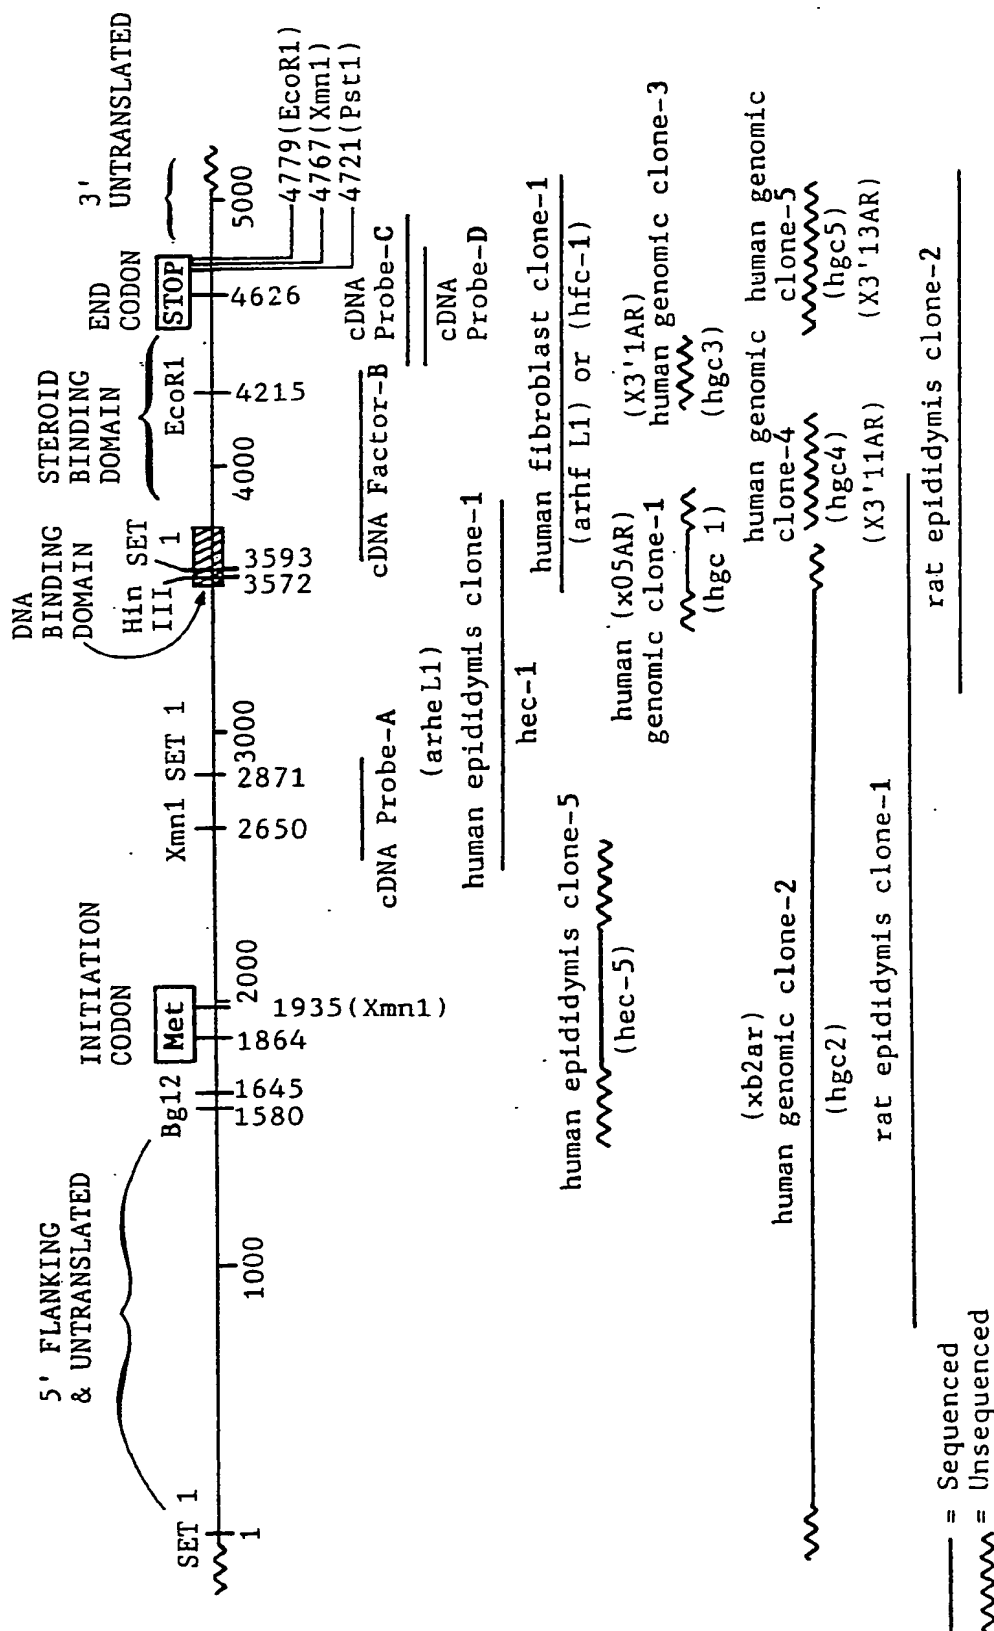 5' FLANKING
& UNTRANSLATED
INITIATION
CODON
DNA
BINDING
DOMAIN
STEROID
BINDING
DOMAIN
END
CODON
3'
UNTRANSLATED
SET 1
Bgl2
Met
Xmn1 SET 1
Hin SET
III 1
EcoR1
STOP
1
1000
1580
1645
1864
2000
1935(Xmn1)
2650
2871
3000
3572
3593
4000
4215
4626
5000
4779(EcoR1)
4767(Xmn1)
4721(Pst1)
cDNA Probe-A
cDNA Factor-B
cDNA
Probe-C
cDNA
Probe-D
(arheL1)
human epididymis clone-1
hec-1
human fibroblast clone-1
(arhf L1) or (hfc-1)
human epididymis clone-5
(hec-5)
human (x05AR)
genomic clone-1
(hgc 1)
(X3'1AR)
human genomic clone-3
(hgc3)
(xb2ar)
human genomic clone-2
(hgc2)
human genomic
clone-4
(hgc4)
(X3'11AR)
human genomic
clone-5
(hgc5)
(X3'13AR)
rat epididymis clone-1
rat epididymis clone-2
= Sequenced
= Unsequenced